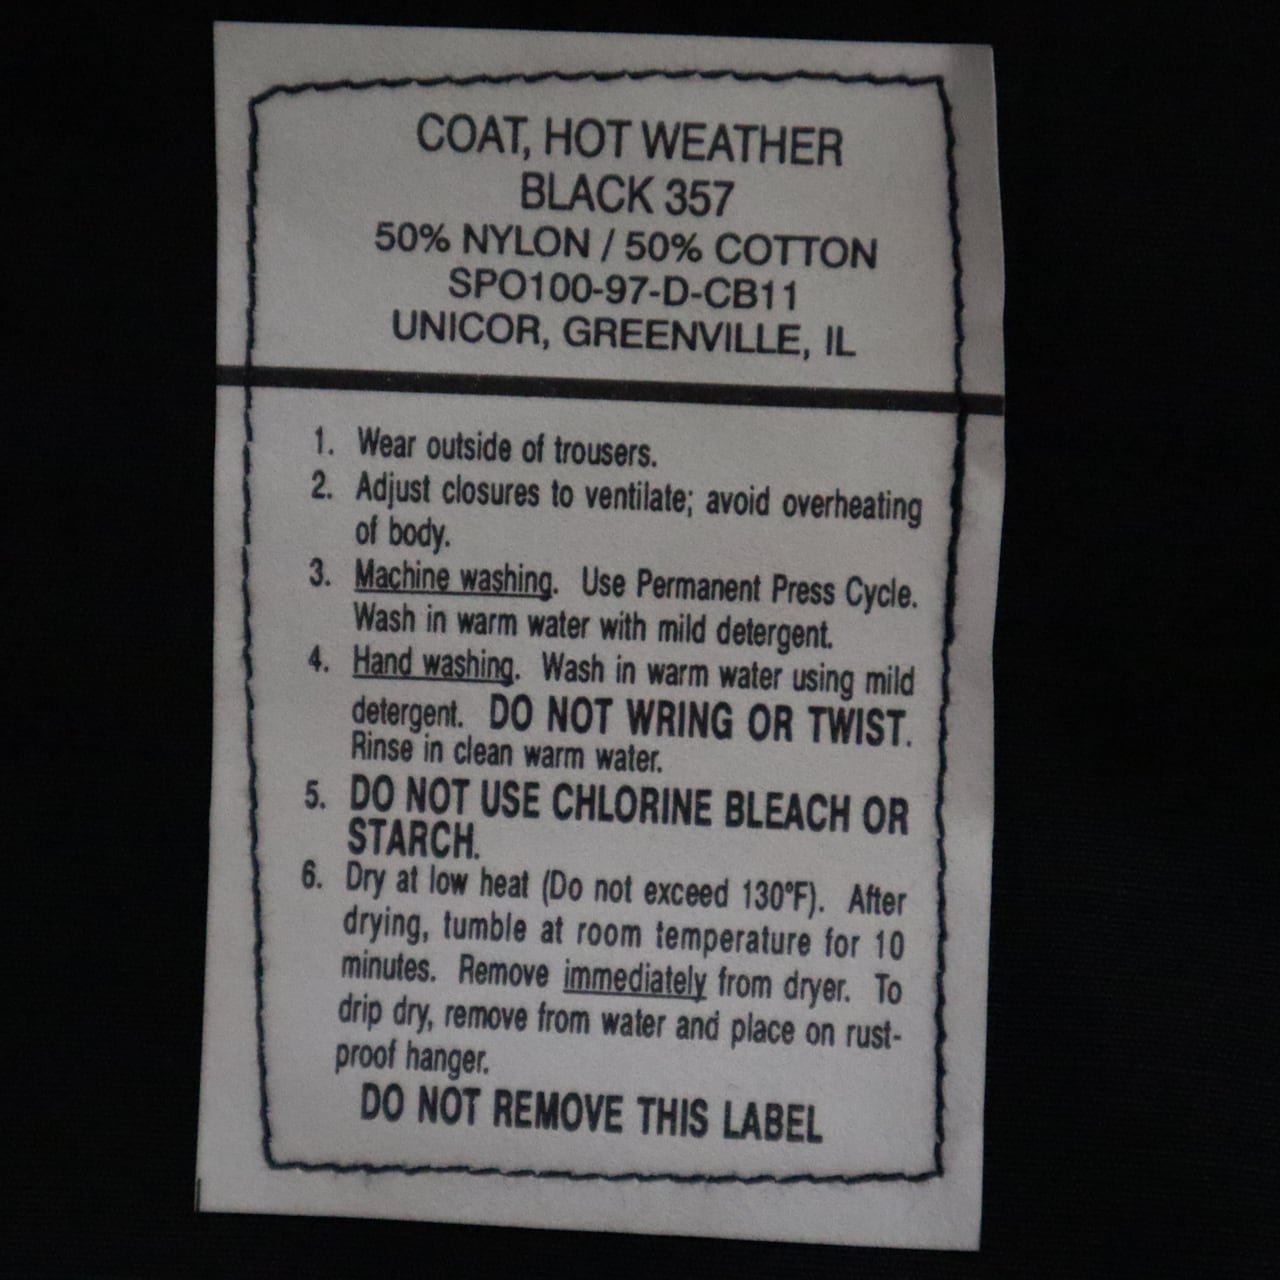 COAT, HOT WEATHER
BLACK 357
50% NYLON / 50% COTTON
SPO100-97-D-CB11
UNICOR, GREENVILLE, IL
1. Wear outside of trousers.
2. Adjust closures to ventilate; avoid overheating
of body.
3. Machine washing. Use Permanent Press Cycle.
Wash in warm water with mild detergent.
4. Hand washing. Wash in warm water using mild
detergent. DO NOT WRING OR TWIST.
Rinse in clean warm water.
5. DO NOT USE CHLORINE BLEACH OR
STARCH.
6. Dry at low heat (Do not exceed 130°F). After
drying, tumble at room temperature for 10
minutes. Remove immediately from dryer. To
drip dry, remove from water and place on rust-
proof hanger.
DO NOT REMOVE THIS LABEL